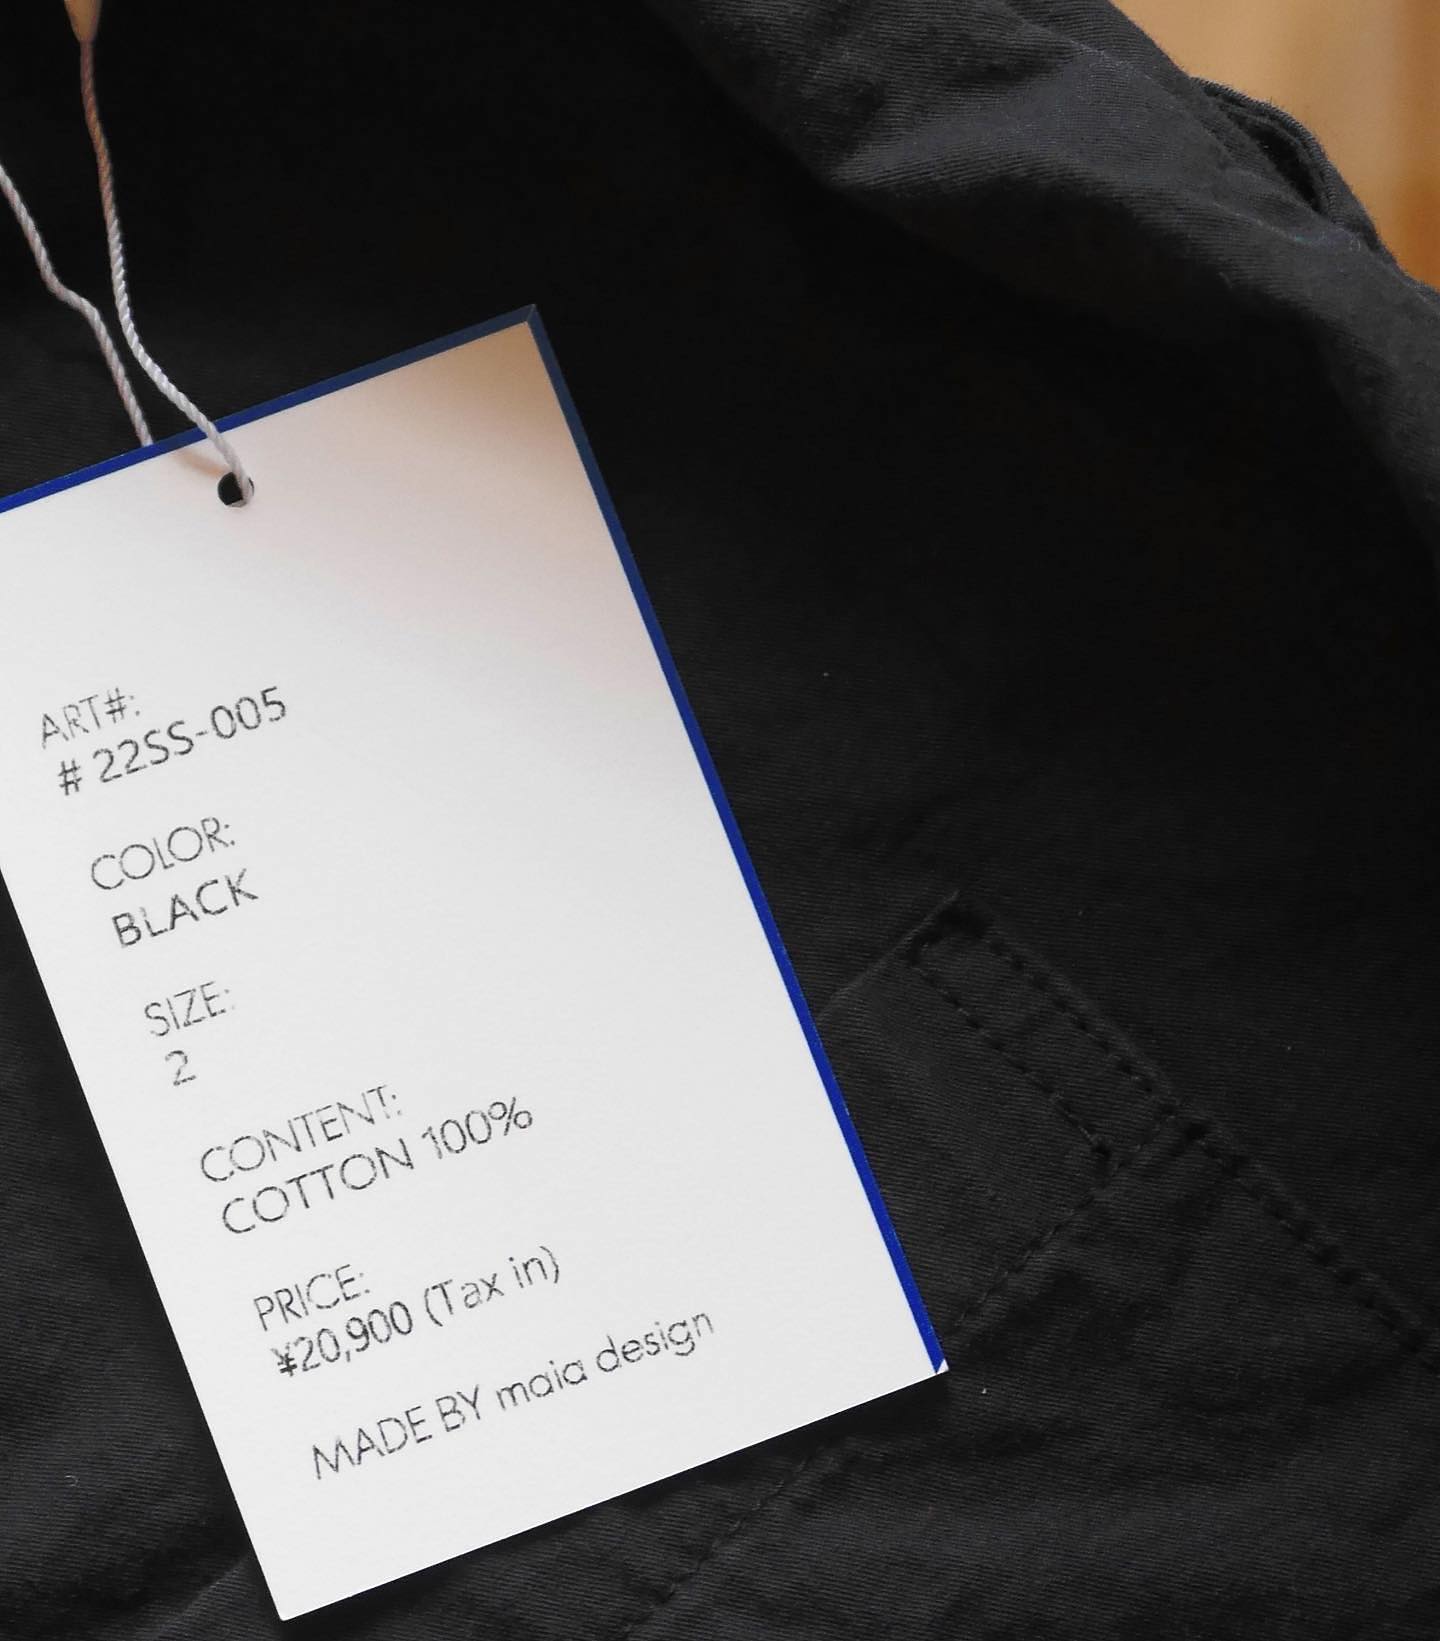 ART#:
# 22SS-005
COLOR:
BLACK
SIZE:
2
CONTENT:
COTTON 100%
PRICE:
¥20,900 (Tax in)
MADE BY maia design